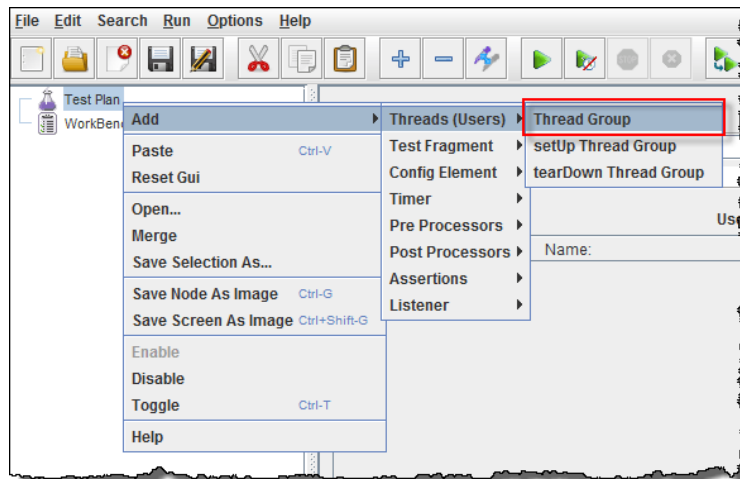 File Edit Search Run Options Help
Test Plan
WorkBen
Add
Paste Ctrl-V
Reset Gui
Open...
Merge
Save Selection As...
Save Node As Image Ctrl-G
Save Screen As Image Ctrl+Shift-G
Enable
Disable
Toggle Ctrl-T
Help
Threads (Users)
Test Fragment
Config Element
Timer
Pre Processors
Post Processors
Assertions
Listener
Thread Group
setUp Thread Group
tearDown Thread Group
Use
Name: